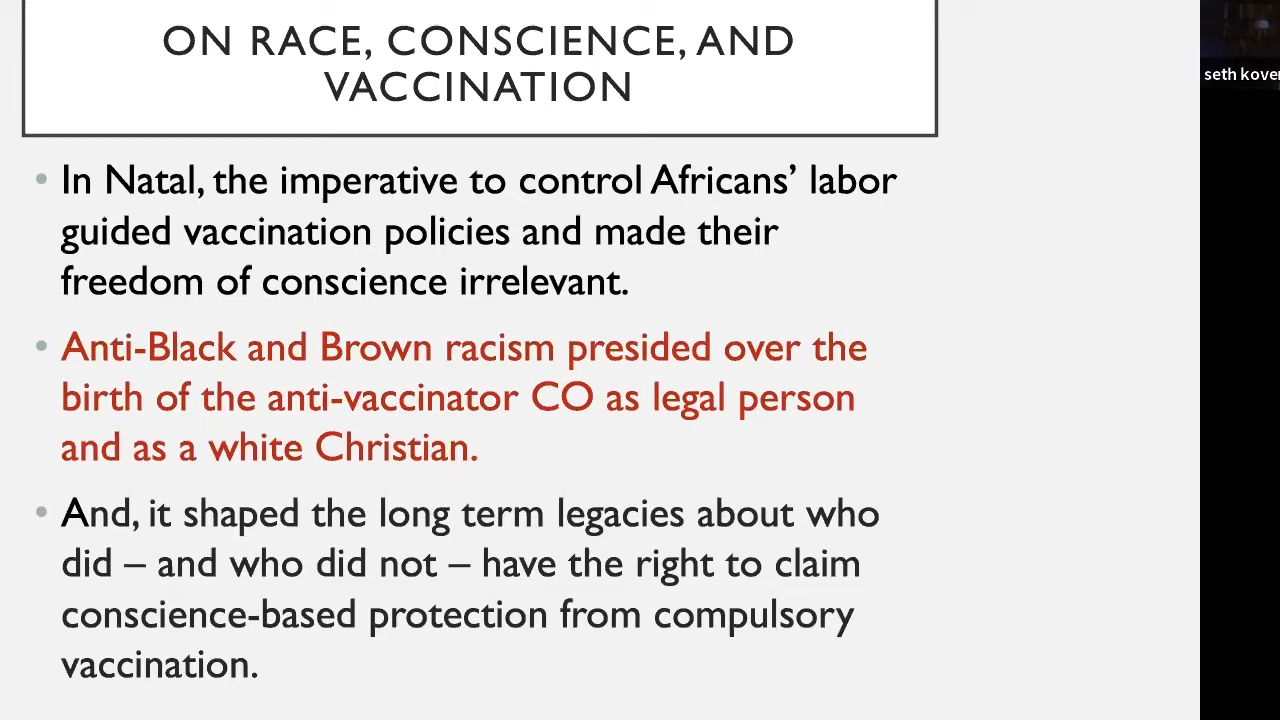 ON RACE, CONSCIENCE, AND
VACCINATION
seth kover
• In Natal, the imperative to control Africans’ labor
guided vaccination policies and made their
freedom of conscience irrelevant.
• Anti-Black and Brown racism presided over the
birth of the anti-vaccinator CO as legal person
and as a white Christian.
• And, it shaped the long term legacies about who
did – and who did not – have the right to claim
conscience-based protection from compulsory
vaccination.